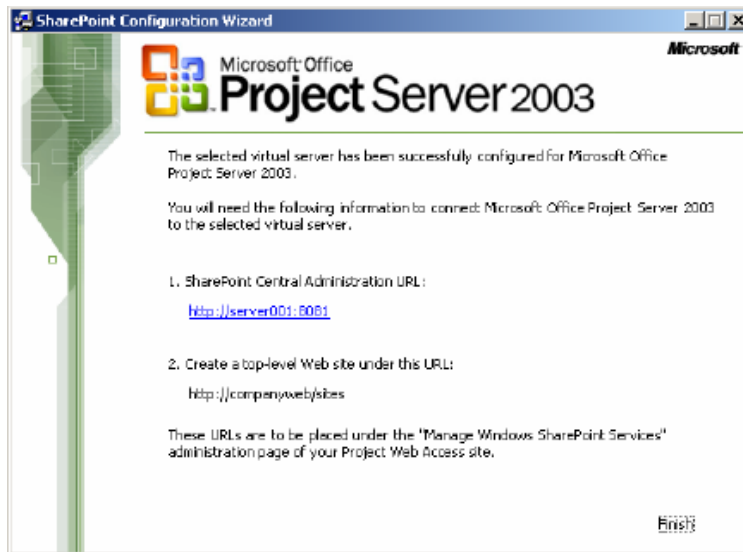 SharePoint Configuration Wizard
Microsoft
Microsoft Office
Project Server 2003
The selected virtual server has been successfully configured for Microsoft Office
Project Server 2003.
You will need the following information to connect Microsoft Office Project Server 2003
to the selected virtual server.
1. SharePoint Central Administration URL:
http://server001:8081
2. Create a top-level Web site under this URL:
http://companyweb/sites
These URLs are to be placed under the "Manage Windows SharePoint Services"
administration page of your Project Web Access site.
Finish